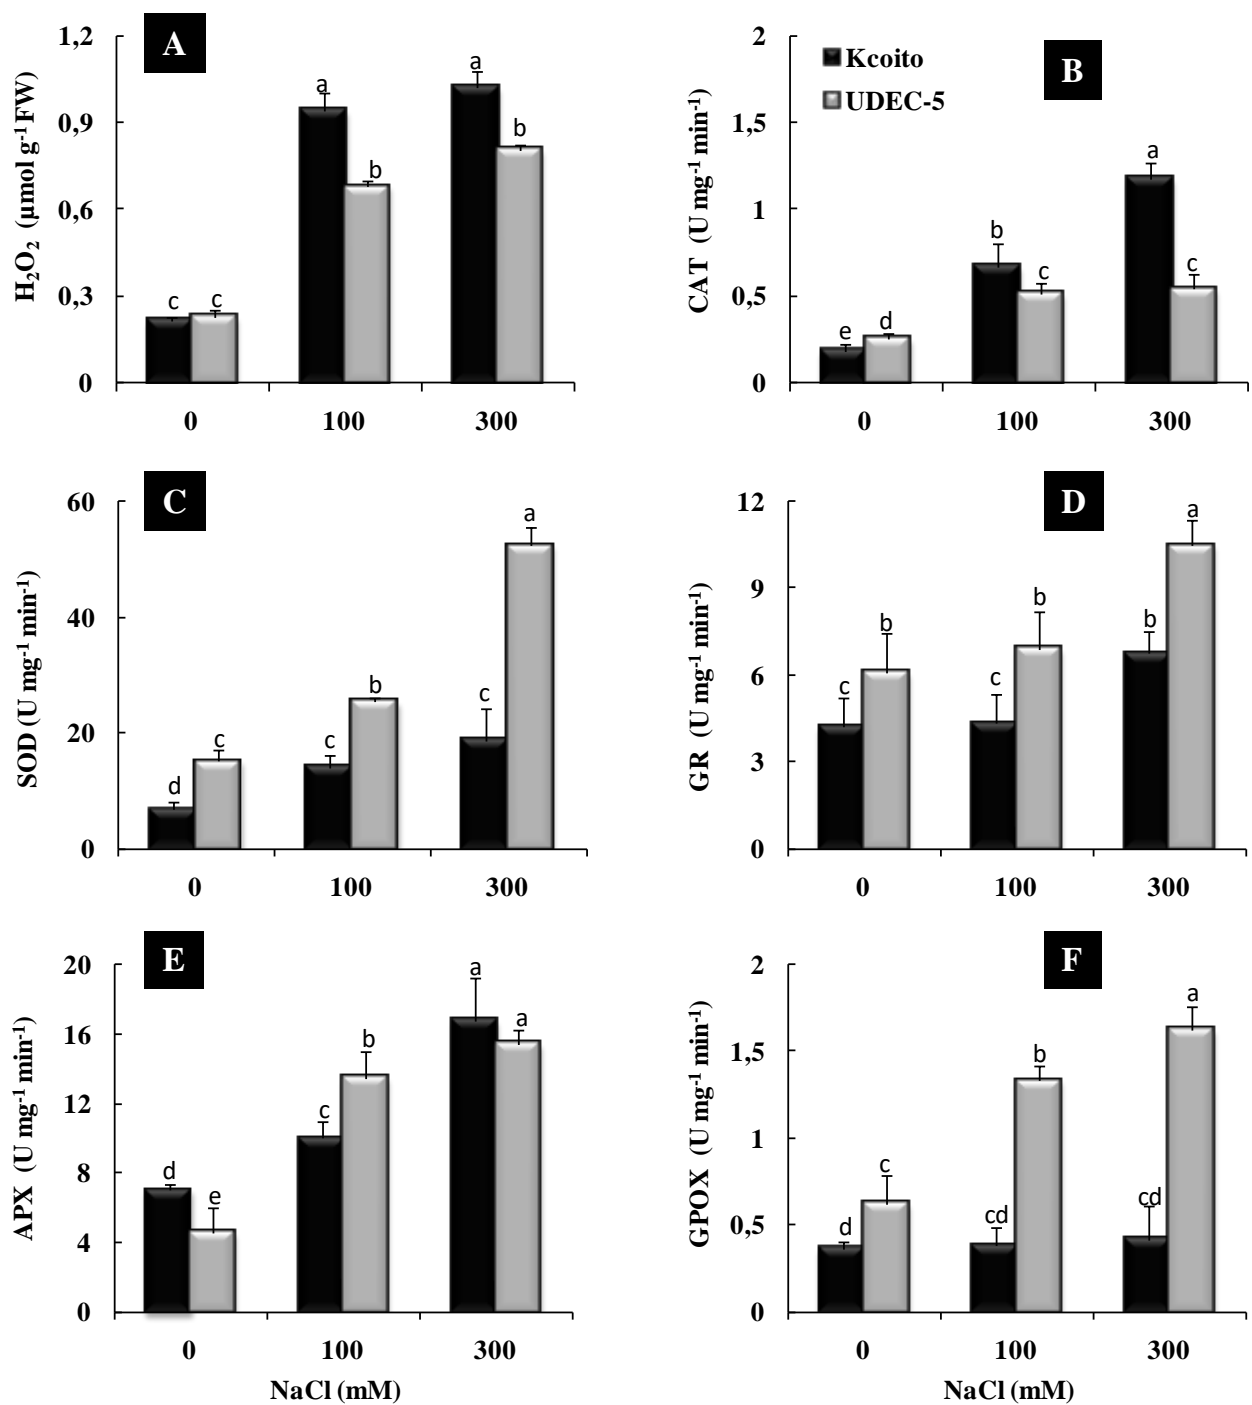 A
H₂O₂ (µmol g⁻¹ FW)
1,2
0,9
0,6
0,3
0
c c
a b
a b
0 100 300
B
Kcoito
UDEC-5
CAT (U mg⁻¹ min⁻¹)
2
1,5
1
0,5
0
e d
b c
a c
0 100 300
C
SOD (U mg⁻¹ min⁻¹)
60
40
20
0
d c
c b
c a
0 100 300
D
GR (U mg⁻¹ min⁻¹)
12
9
6
3
0
c b
c b
b a
0 100 300
E
APX (U mg⁻¹ min⁻¹)
20
16
12
8
4
0
d e
c b
a a
0 100 300
NaCl (mM)
F
GPOX (U mg⁻¹ min⁻¹)
2
1,5
1
0,5
0
d c
cd b
cd a
0 100 300
NaCl (mM)